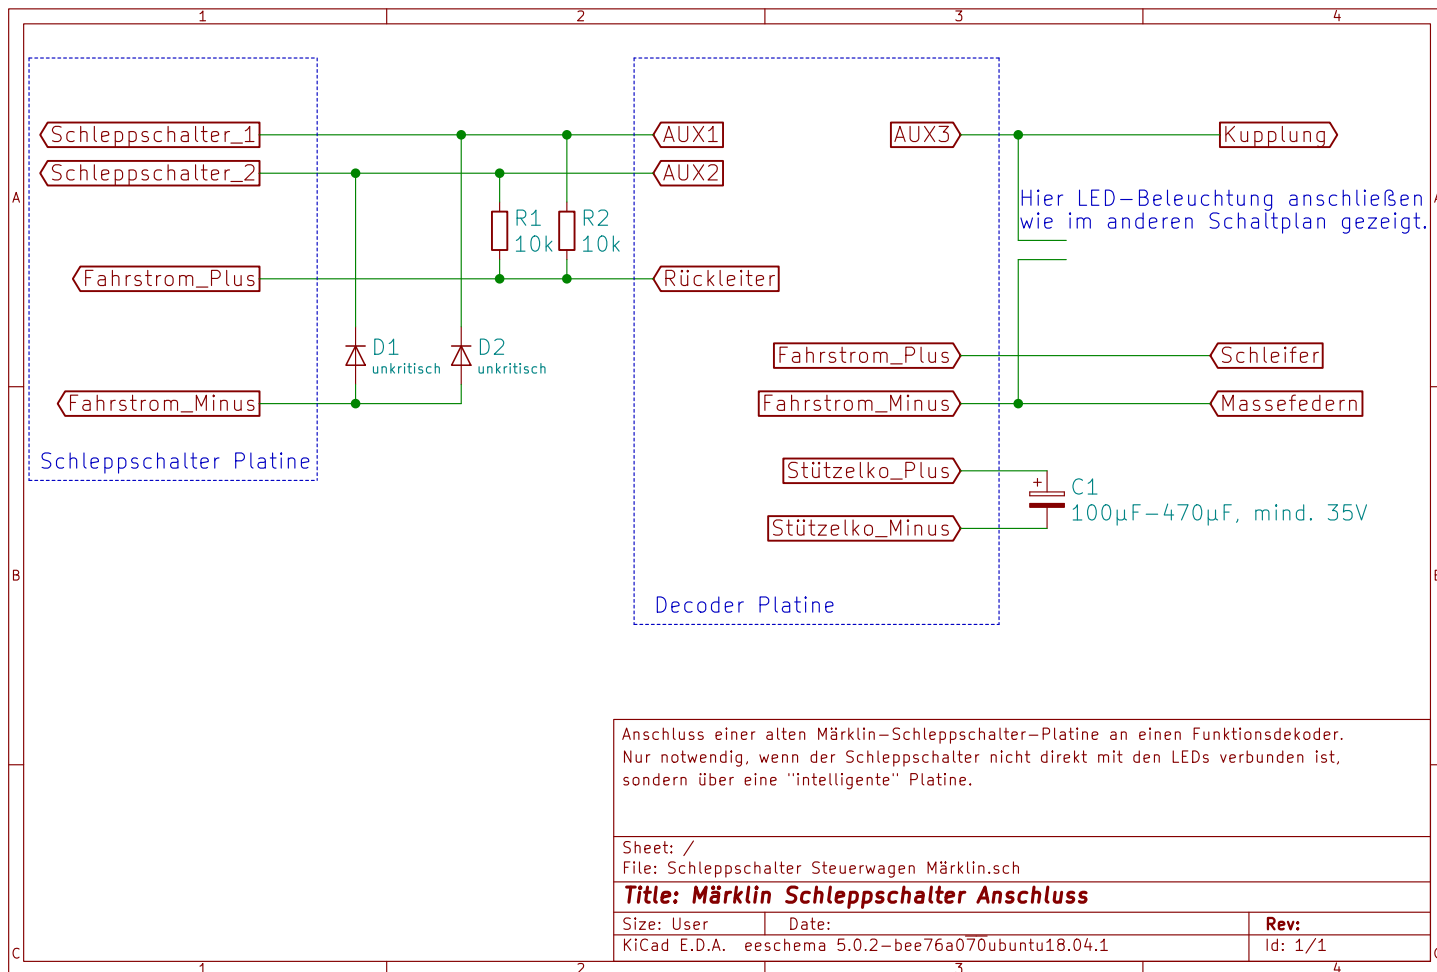 1 2 3 4
Schleppschalter_1
AUX1
AUX3
Kupplung
Schleppschalter_2
AUX2
A
Hier LED-Beleuchtung anschließen
wie im anderen Schaltplan gezeigt.
R1
10k
R2
10k
Fahrstrom_Plus
Rückleiter
D1
unkritisch
D2
unkritisch
Fahrstrom_Plus
Schleifer
Fahrstrom_Minus
Fahrstrom_Minus
Massefedern
Schleppschalter Platine
Stützelko_Plus
+
C1
100µF-470µF, mind. 35V
Stützelko_Minus
B
Decoder Platine
Anschluss einer alten Märklin-Schleppschalter-Platine an einen Funktionsdekoder.
Nur notwendig, wenn der Schleppschalter nicht direkt mit den LEDs verbunden ist,
sondern über eine "intelligente" Platine.
Sheet: /
File: Schleppschalter Steuerwagen Märklin.sch
Title: Märklin Schleppschalter Anschluss
Size: User
Date:
Rev:
KiCad E.D.A. eeschema 5.0.2-bee76a070ubuntu18.04.1
Id: 1/1
C
1 2 3 4